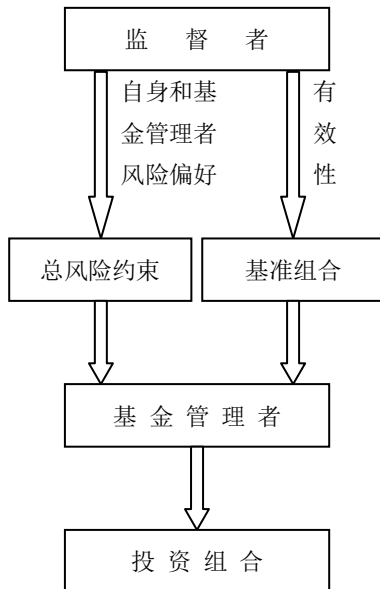 监 督 者
自身和基
金管理者
风险偏好
有
效
性
总风险约束
基准组合
基 金 管 理 者
投 资 组 合